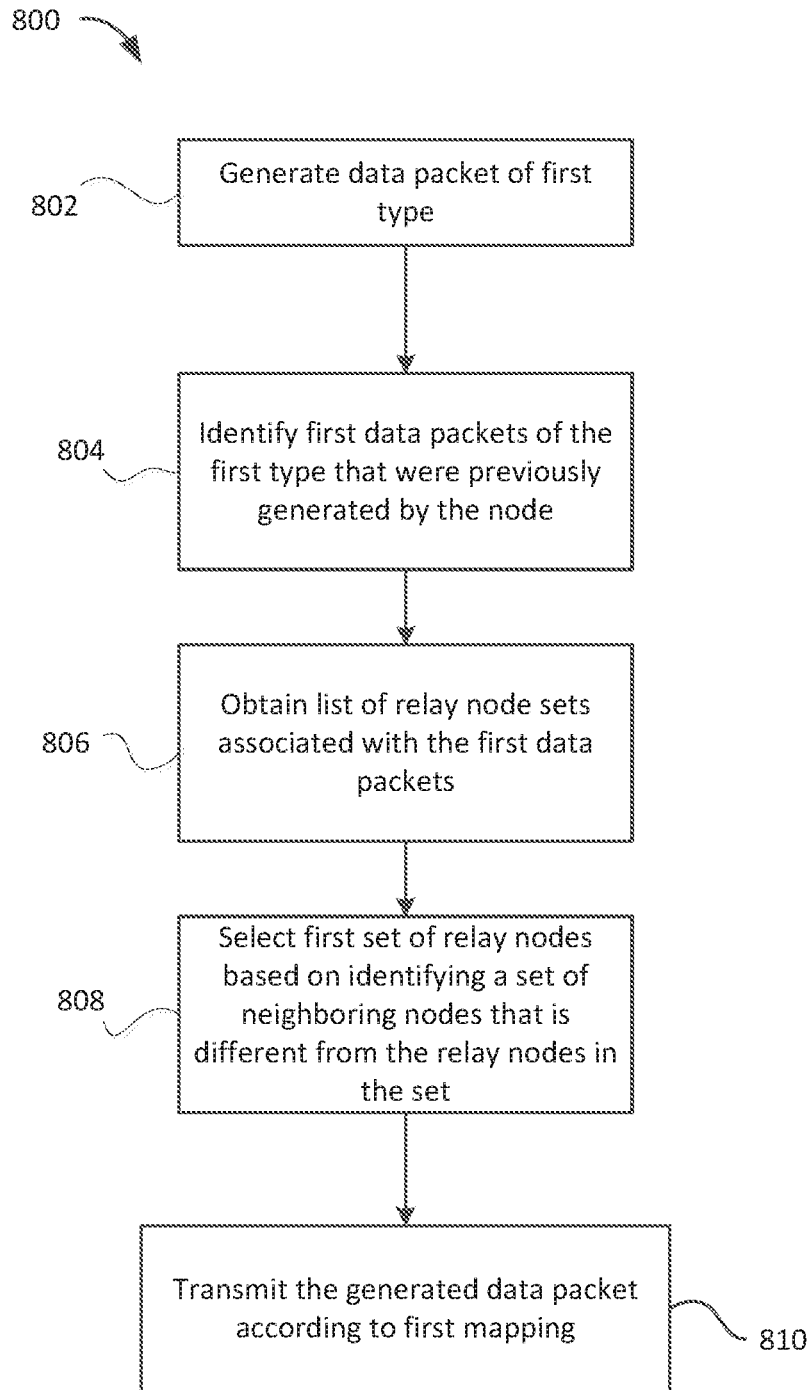 800
Generate data packet of first
type
802
Identify first data packets of the
first type that were previously
generated by the node
804
Obtain list of relay node sets
associated with the first data
packets
806
Select first set of relay nodes
based on identifying a set of
neighboring nodes that is
different from the relay nodes in
the set
808
Transmit the generated data packet
according to first mapping
810